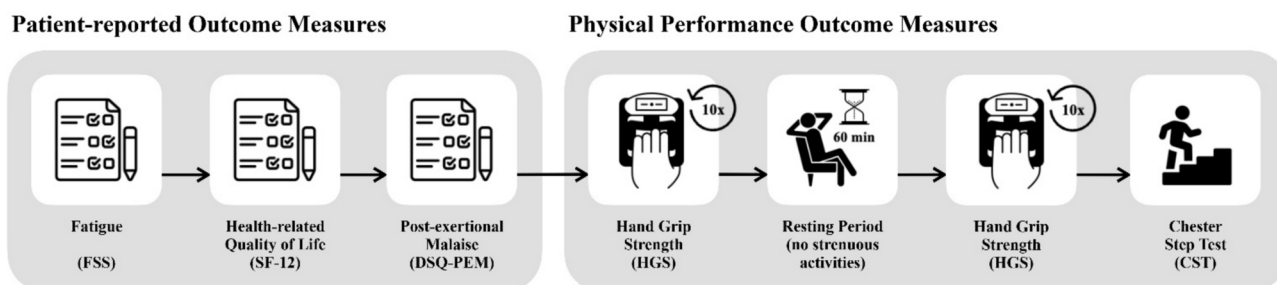 Patient-reported Outcome Measures
Physical Performance Outcome Measures
10x
60 min
10x
Fatigue
(FSS)
Health-related
Quality of Life
(SF-12)
Post-exertional
Malaise
(DSQ-PEM)
Hand Grip
Strength
(HGS)
Resting Period
(no strenuous
activities)
Hand Grip
Strength
(HGS)
Chester
Step Test
(CST)